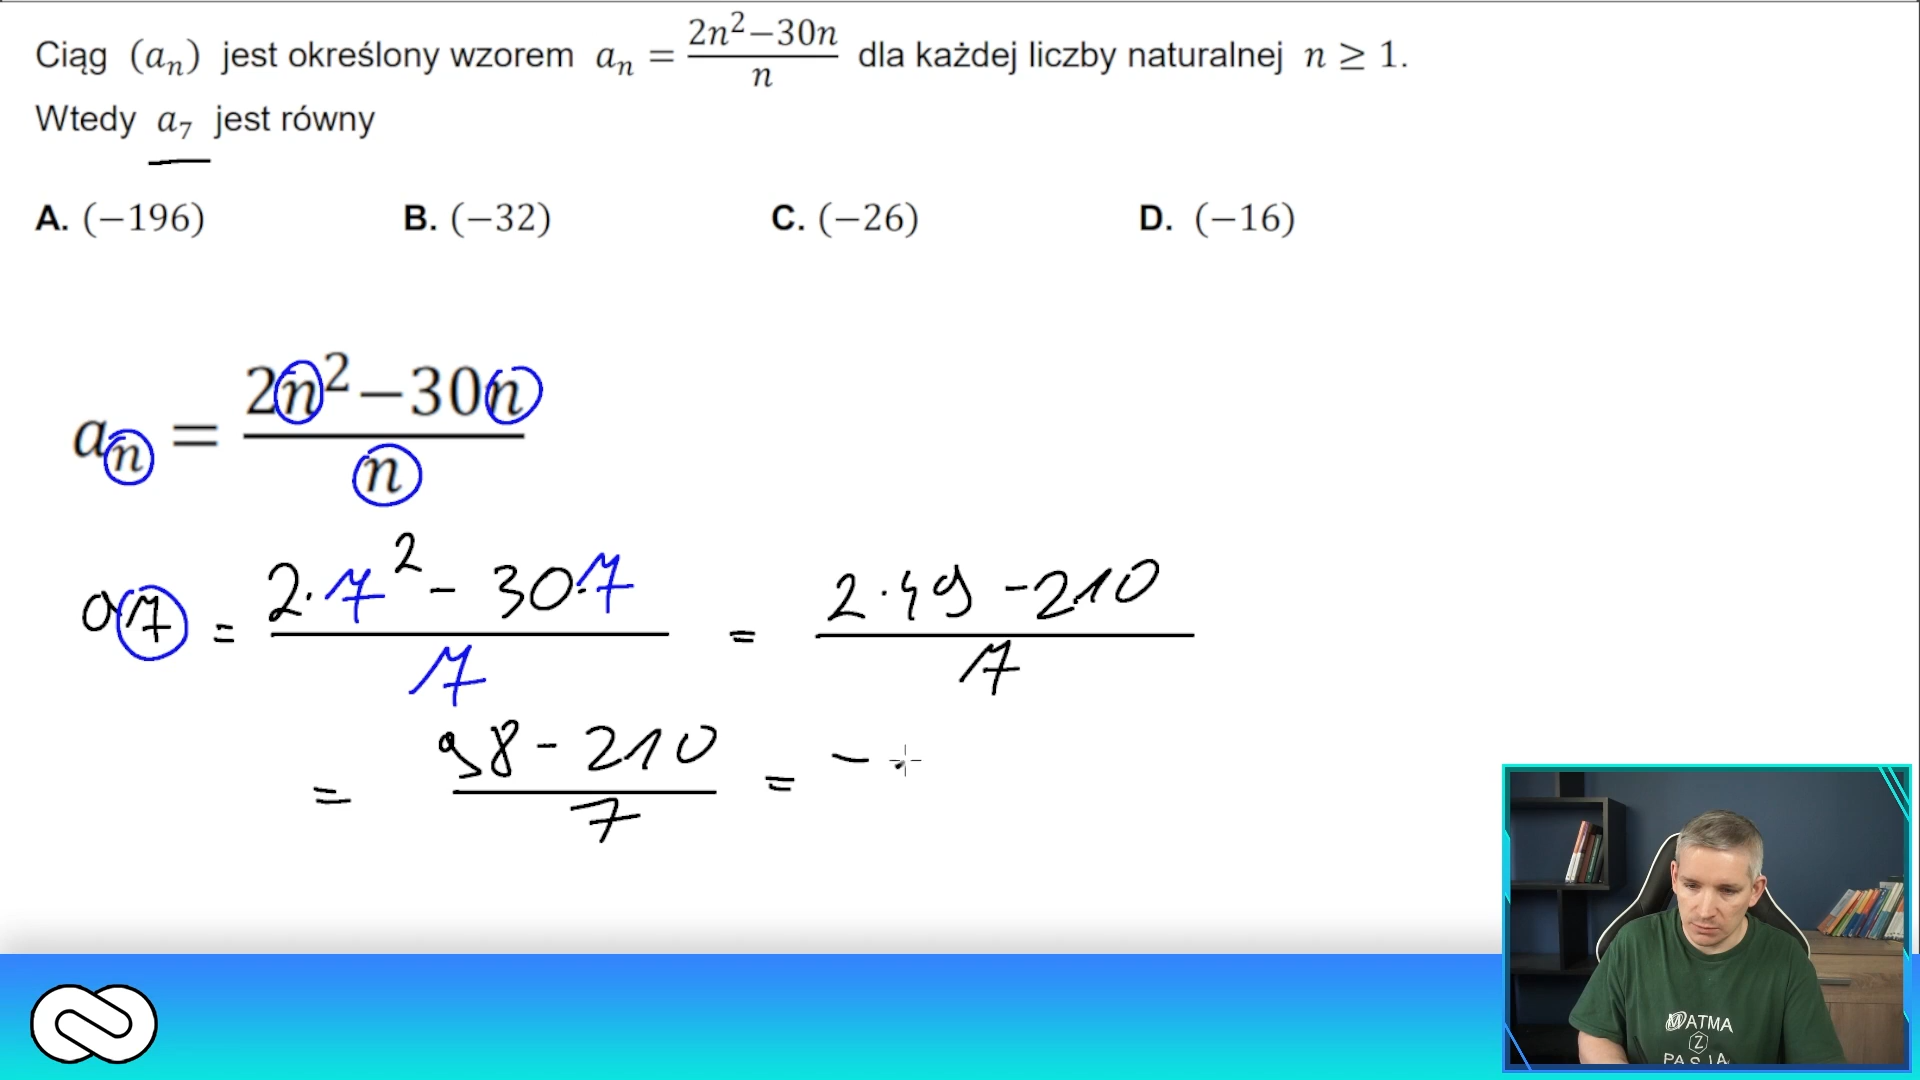 Ciąg (aₙ) jest określony wzorem aₙ = (2n²−30n)/n dla każdej liczby naturalnej n ≥ 1.
Wtedy a₇ jest równy
A. (−196) B. (−32) C. (−26) D. (−16)
aₙ = (2n²−30n)/n
a₇ = (2·7² - 30·7)/7 = (2·49 - 210)/7
= (98 - 210)/7 = -
MATMA
Z
PASJĄ